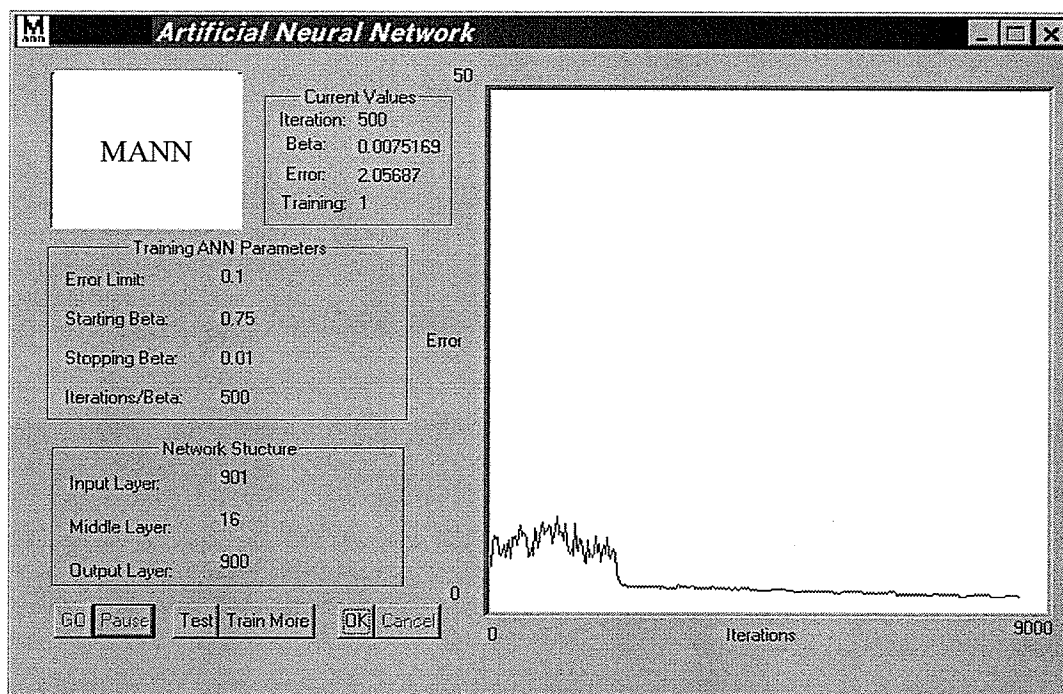 M
ann
Artificial Neural Network
MANN
Current Values
Iteration: 500
Beta: 0.0075169
Error: 2.05687
Training: 1
Training ANN Parameters
Error Limit: 0.1
Starting Beta: 0.75
Stopping Beta: 0.01
Iterations/Beta: 500
Network Stucture
Input Layer: 901
Middle Layer: 16
Output Layer: 900
GO Pause Test Train More OK Cancel
50
Error
0
0 Iterations 9000